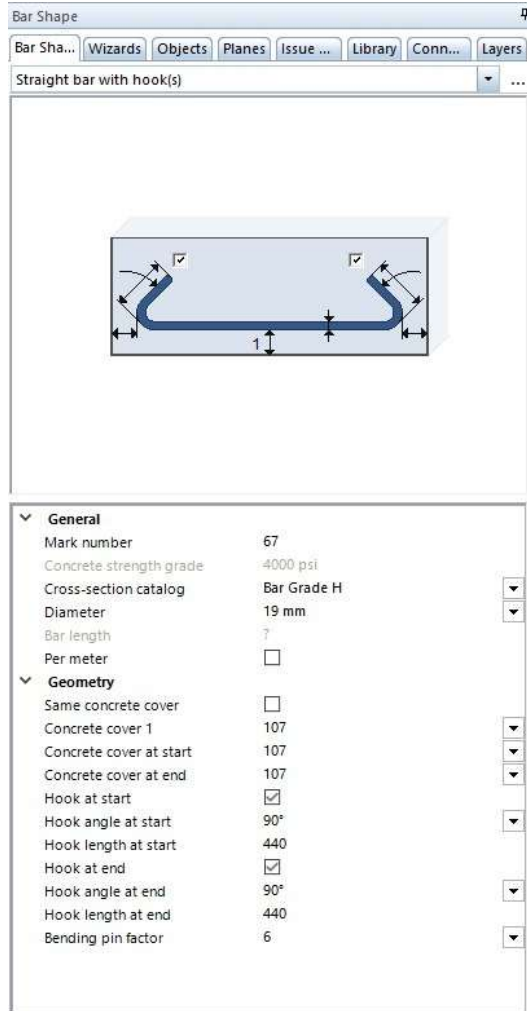 Bar Shape
Bar Sha... Wizards Objects Planes Issue ... Library Conn... Layers
Straight bar with hook(s)
...
1
General
Mark number 67
Concrete strength grade 4000 psi
Cross-section catalog Bar Grade H
Diameter 19 mm
Bar length ?
Per meter
Geometry
Same concrete cover
Concrete cover 1 107
Concrete cover at start 107
Concrete cover at end 107
Hook at start
Hook angle at start 90°
Hook length at start 440
Hook at end
Hook angle at end 90°
Hook length at end 440
Bending pin factor 6